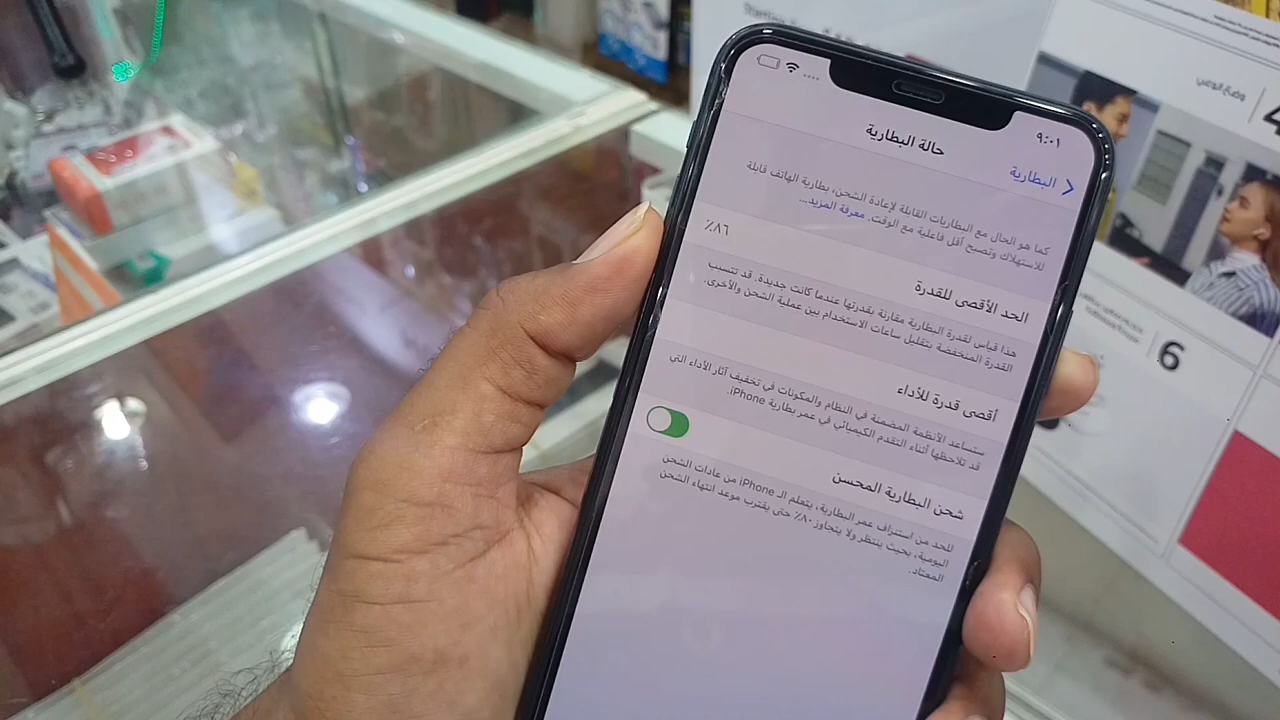 ٩:٠١
البطارية
حالة البطارية
كما هو الحال مع البطاريات القابلة لإعادة الشحن، بطارية الهاتف قابلة
للاستهلاك وتصبح أقل فاعلية مع الوقت. معرفة المزيد...
الحد الأقصى للقدرة
٨٦٪
هذا قياس لقدرة البطارية مقارنة بقدرتها عندما كانت جديدة. قد تتسبب
القدرة المنخفضة بتقليل ساعات الاستخدام بين عملية الشحن والأخرى.
أقصى قدرة للأداء
ستساعد الأنظمة المضمنة في النظام والمكونات في تخفيف آثار الأداء التي
قد تلاحظها أثناء التقدم الكيميائي في عمر بطارية iPhone.
شحن البطارية المحسن
للحد من استنزاف عمر البطارية، يتعلم الـ iPhone من عادات الشحن
اليومية، بحيث ينتظر ولا يتجاوز ٨٠٪ حتى يقترب موعد انتهاء الشحن
المعتاد.
6